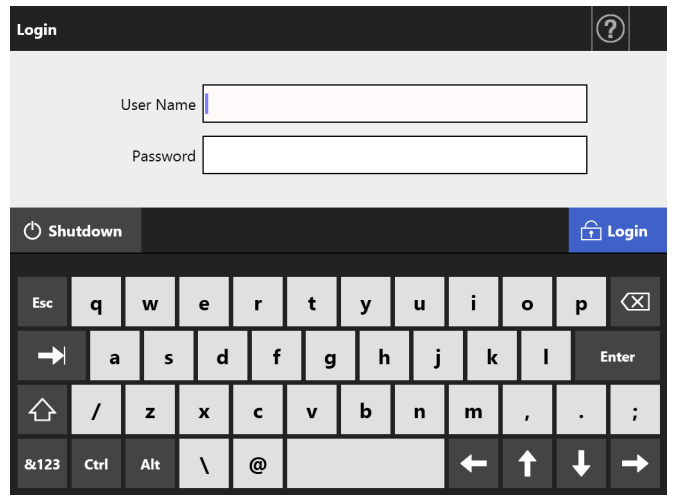 Login ?
User Name
Password
Shutdown Login
Esc q w e r t y u i o p
a s d f g h j k l Enter
/ z x c v b n m , . ;
&123 Ctrl Alt \ @